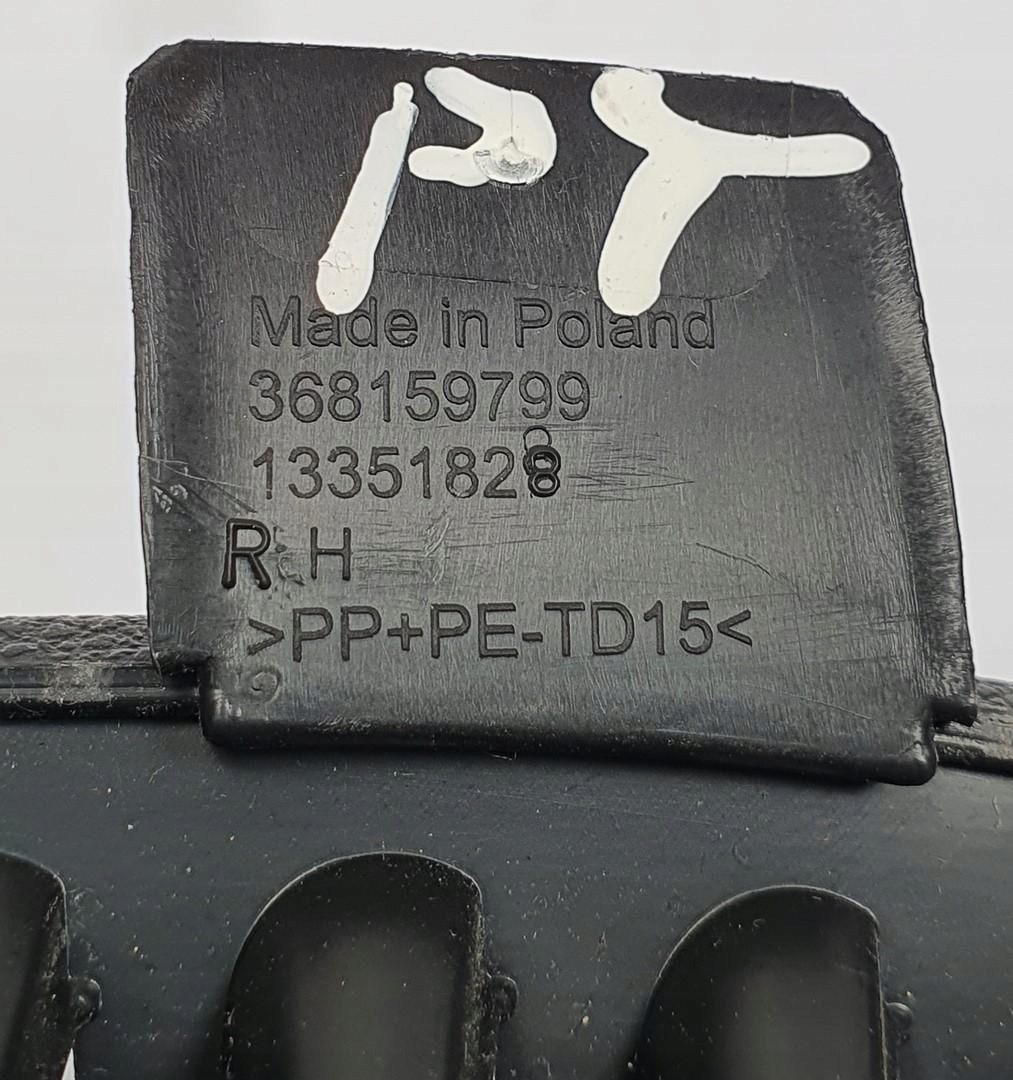 PT
Made in Poland
368159799
13351828
R H
>PP+PE-TD15<